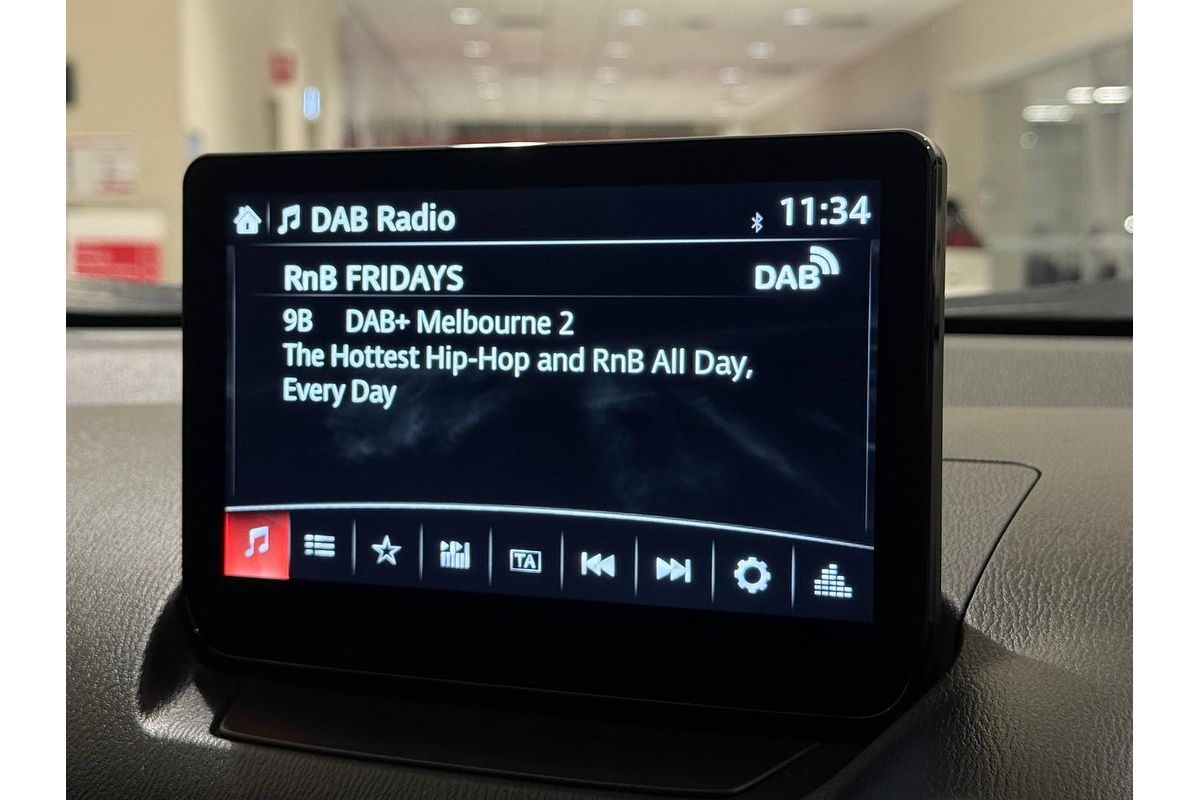 DAB Radio
11:34
RnB FRIDAYS
DAB
9B DAB+ Melbourne 2
The Hottest Hip-Hop and RnB All Day,
Every Day
TA